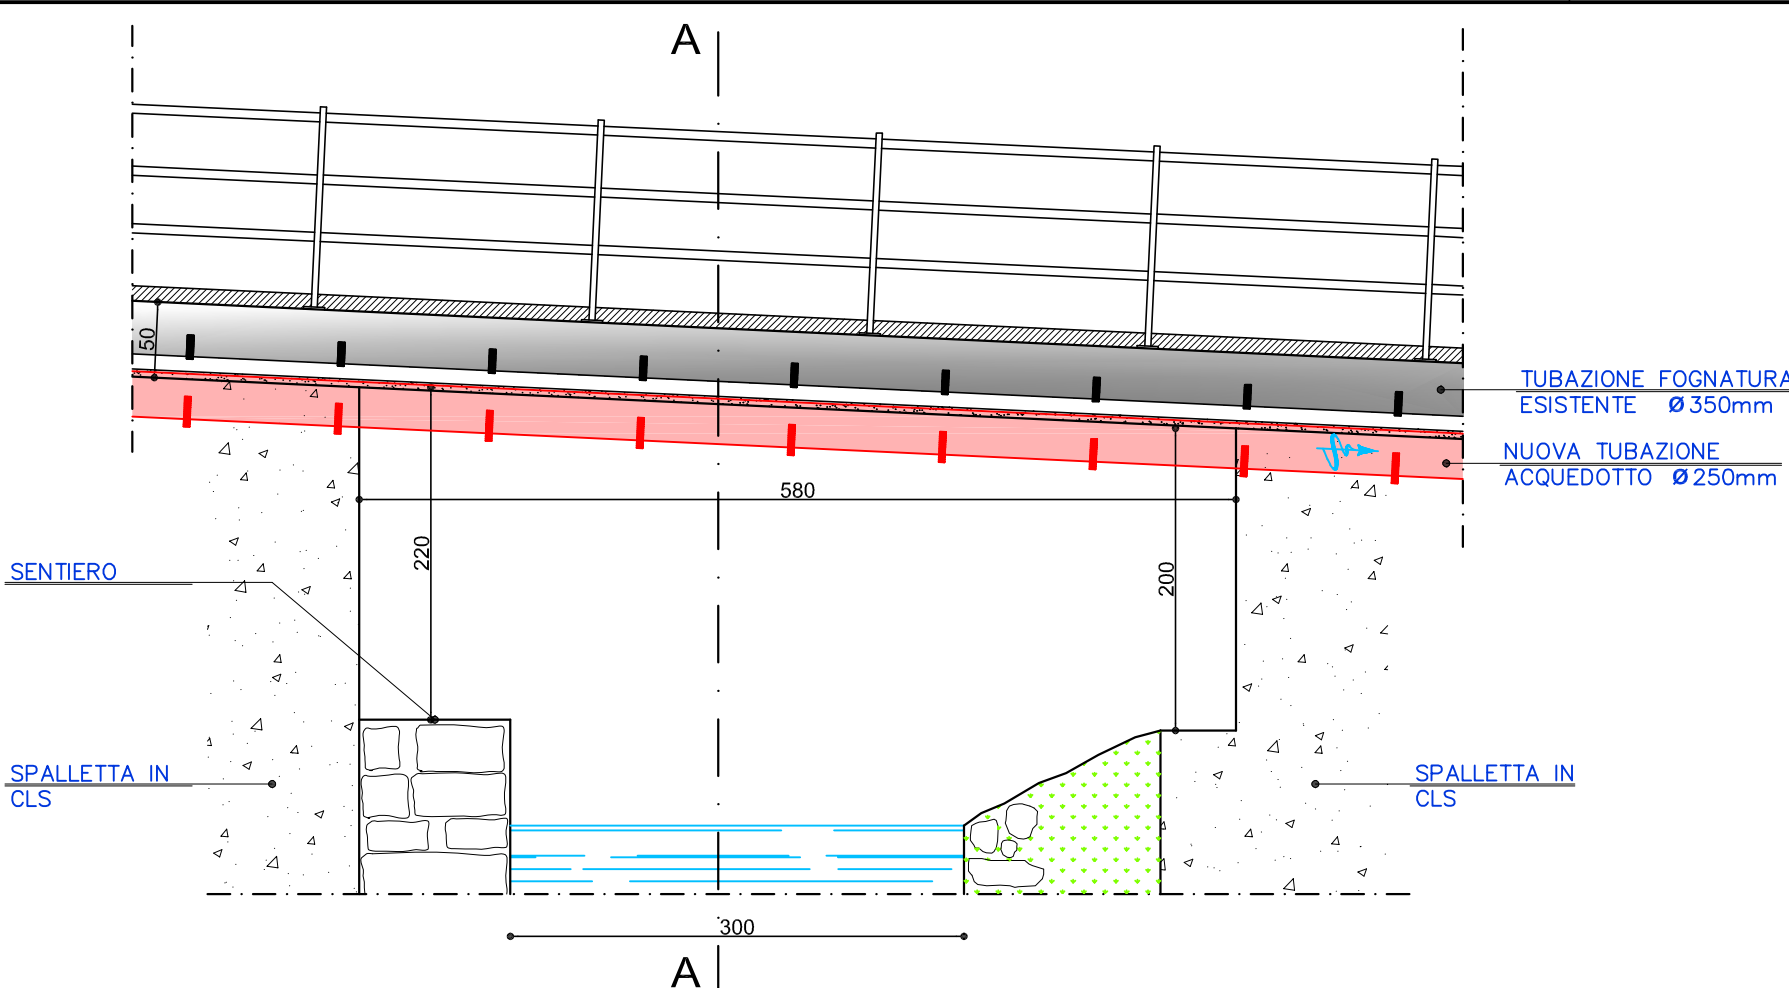 A
50
TUBAZIONE FOGNATURA
ESISTENTE Ø350mm
NUOVA TUBAZIONE
ACQUEDOTTO Ø250mm
580
220
200
SENTIERO
SPALLETTA IN
CLS
SPALLETTA IN
CLS
300
A